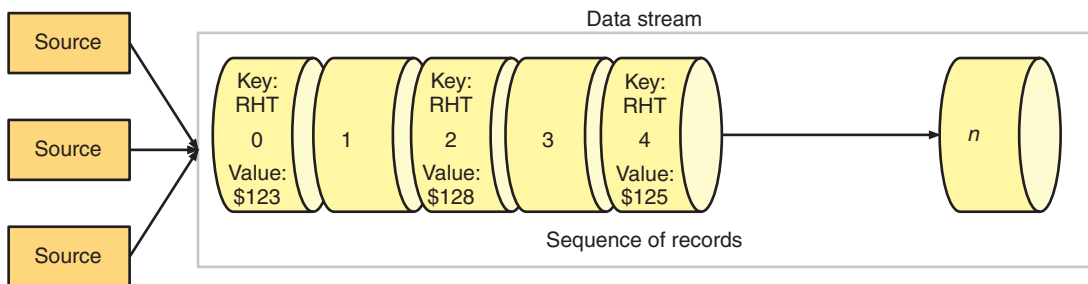 Data stream
Source
Source
Source
Key:
RHT
0
Value:
$123
1
Key:
RHT
2
Value:
$128
3
Key:
RHT
4
Value:
$125
n
Sequence of records